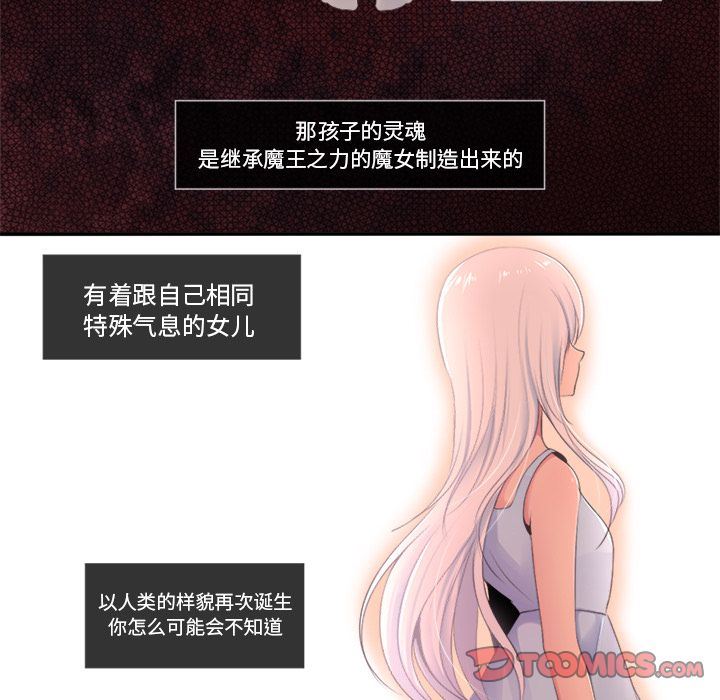 那孩子的灵魂
是继承魔王之力的魔女制造出来的
有着跟自己相同
特殊气息的女儿
以人类的样貌再次诞生
你怎么可能会不知道
TOOMICS.COM